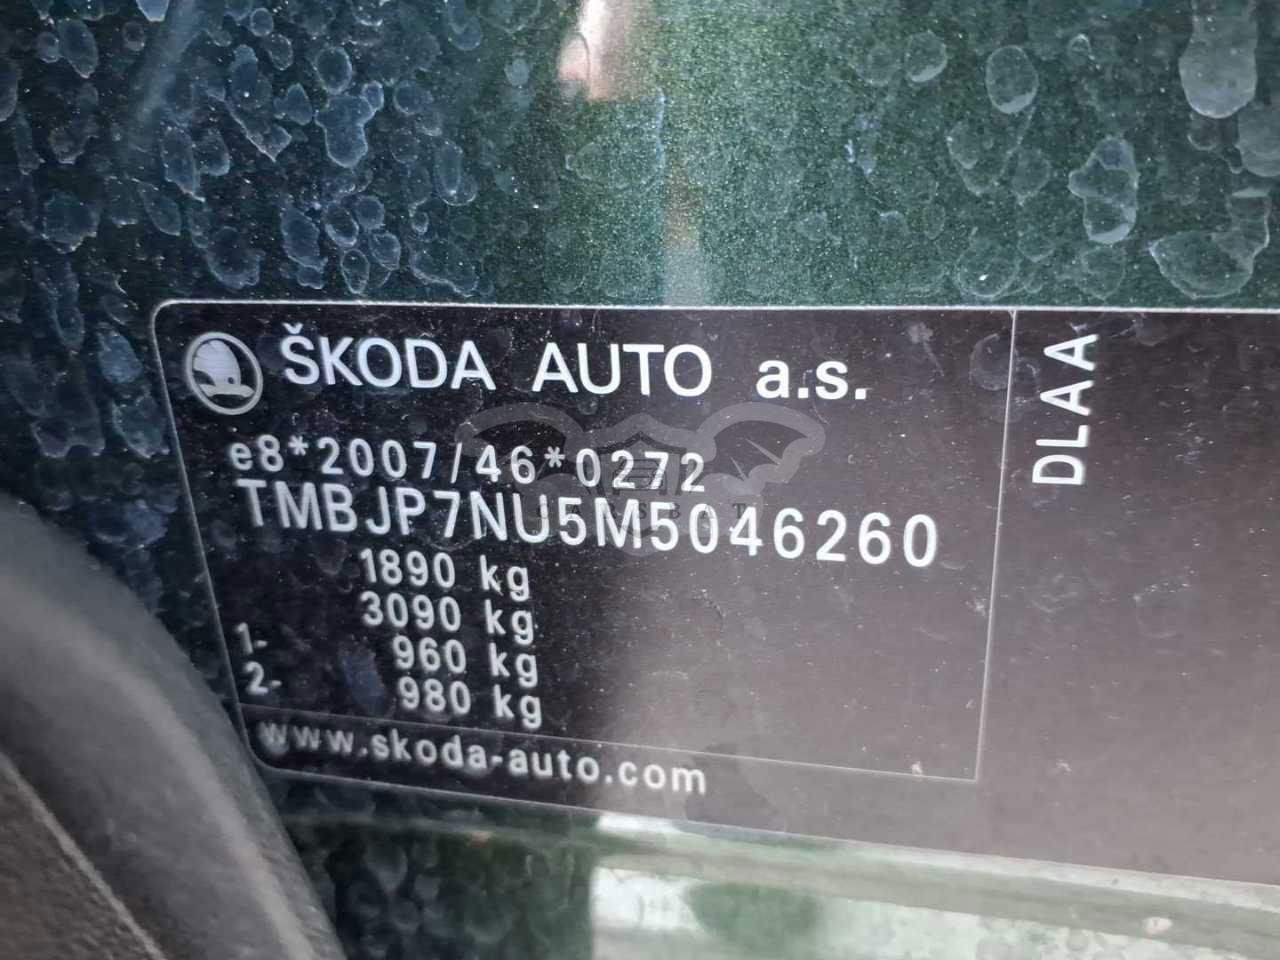 ŠKODA AUTO a.s.
e8*2007/46*0272
TMBJP7NU5M5046260
1890 kg
3090 kg
1- 960 kg
2- 980 kg
www.skoda-auto.com
DLAA